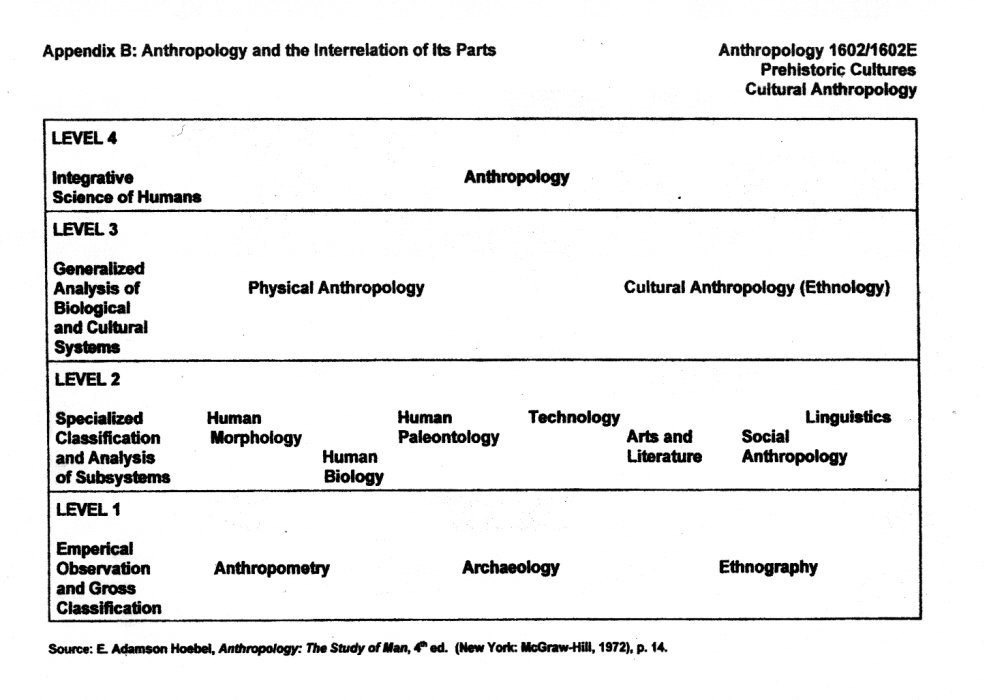 Appendix B: Anthropology and the Interrelation of Its Parts
Anthropology 1602/1602E
Prehistoric Cultures
Cultural Anthropology
LEVEL 4
Integrative
Science of Humans
Anthropology
LEVEL 3
Generalized
Analysis of
Biological
and Cultural
Systems
Physical Anthropology
Cultural Anthropology (Ethnology)
LEVEL 2
Specialized
Classification
and Analysis
of Subsystems
Human
Morphology
Human
Biology
Human
Paleontology
Technology
Arts and
Literature
Social
Anthropology
Linguistics
LEVEL 1
Emperical
Observation
and Gross
Classification
Anthropometry
Archaeology
Ethnography
Source: E. Adamson Hoebel, Anthropology: The Study of Man, 4th ed. (New York: McGraw-Hill, 1972), p. 14.